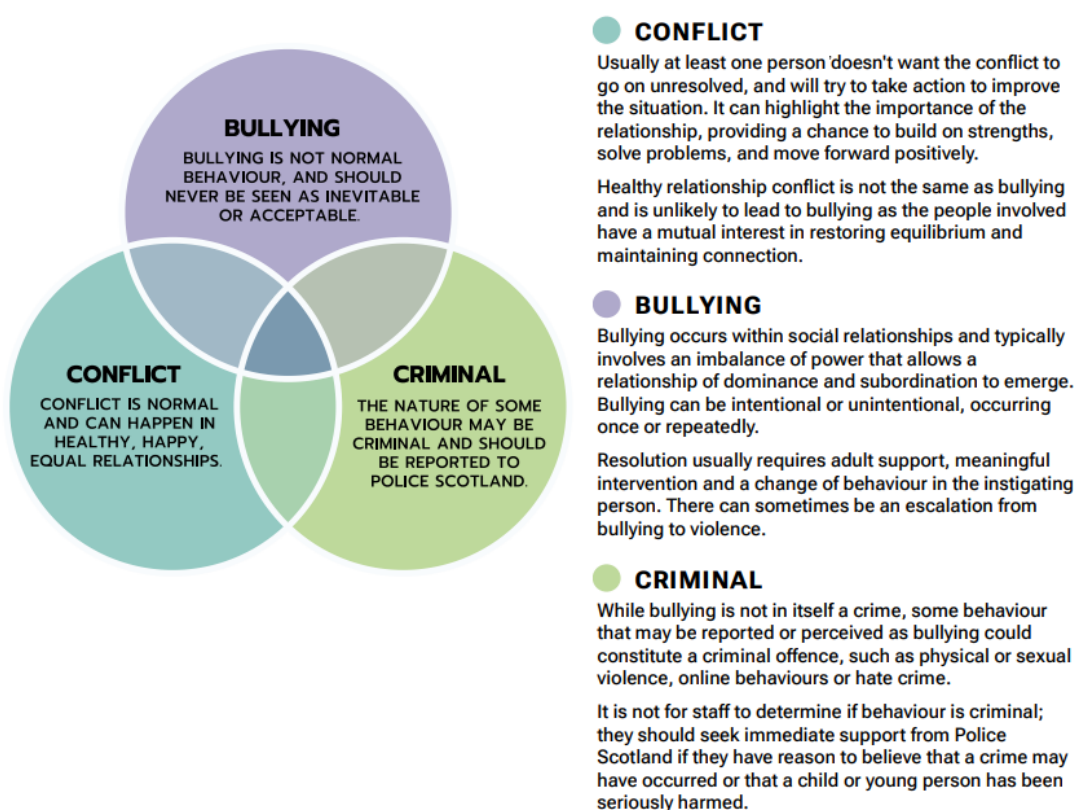 BULLYING
BULLYING IS NOT NORMAL
BEHAVIOUR, AND SHOULD
NEVER BE SEEN AS INEVITABLE
OR ACCEPTABLE.
CONFLICT
CONFLICT IS NORMAL
AND CAN HAPPEN IN
HEALTHY, HAPPY,
EQUAL RELATIONSHIPS.
CRIMINAL
THE NATURE OF SOME
BEHAVIOUR MAY BE
CRIMINAL AND SHOULD
BE REPORTED TO
POLICE SCOTLAND.
CONFLICT
Usually at least one person doesn't want the conflict to
go on unresolved, and will try to take action to improve
the situation. It can highlight the importance of the
relationship, providing a chance to build on strengths,
solve problems, and move forward positively.
Healthy relationship conflict is not the same as bullying
and is unlikely to lead to bullying as the people involved
have a mutual interest in restoring equilibrium and
maintaining connection.
BULLYING
Bullying occurs within social relationships and typically
involves an imbalance of power that allows a
relationship of dominance and subordination to emerge.
Bullying can be intentional or unintentional, occurring
once or repeatedly.
Resolution usually requires adult support, meaningful
intervention and a change of behaviour in the instigating
person. There can sometimes be an escalation from
bullying to violence.
CRIMINAL
While bullying is not in itself a crime, some behaviour
that may be reported or perceived as bullying could
constitute a criminal offence, such as physical or sexual
violence, online behaviours or hate crime.
It is not for staff to determine if behaviour is criminal;
they should seek immediate support from Police
Scotland if they have reason to believe that a crime may
have occurred or that a child or young person has been
seriously harmed.